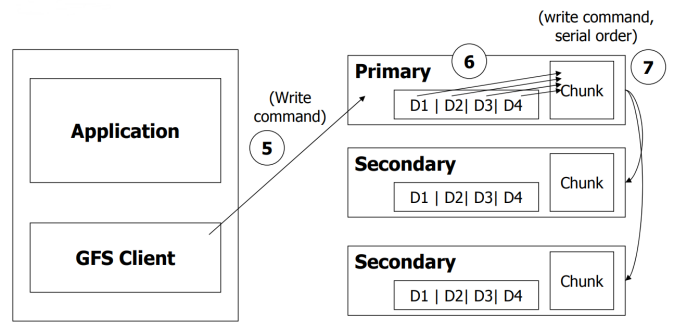 (write command,
serial order)
6
7
Primary
Chunk
D1 | D2| D3| D4
(Write
command)
5
Application
Secondary
Chunk
D1 | D2| D3| D4
GFS Client
Secondary
Chunk
D1 | D2| D3| D4